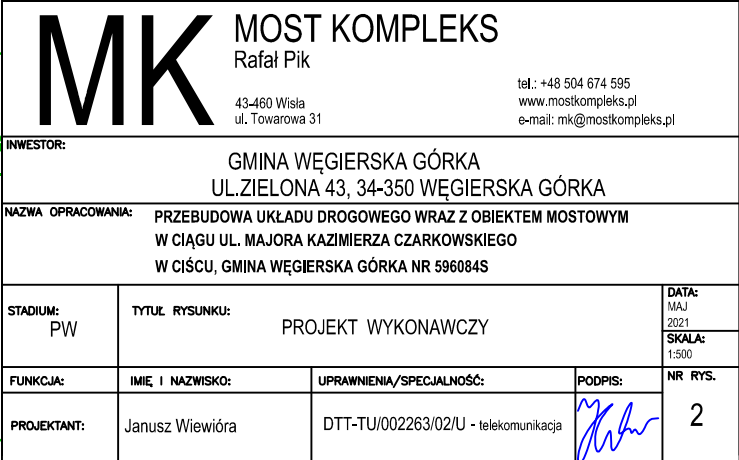 MK
MOST KOMPLEKS
Rafał Pik
43-460 Wisła
ul. Towarowa 31
tel.: +48 504 674 595
www.mostkompleks.pl
e-mail: mk@mostkompleks.pl
INWESTOR:
GMINA WĘGIERSKA GÓRKA
UL.ZIELONA 43, 34-350 WĘGIERSKA GÓRKA
NAZWA OPRACOWANIA: PRZEBUDOWA UKŁADU DROGOWEGO WRAZ Z OBIEKTEM MOSTOWYM
W CIĄGU UL. MAJORA KAZIMIERZA CZARKOWSKIEGO
W CIŚCU, GMINA WĘGIERSKA GÓRKA NR 596084S
STADIUM:
PW
TYTUŁ RYSUNKU:
PROJEKT WYKONAWCZY
DATA:
MAJ
2021
SKALA:
1:500
FUNKCJA: IMIĘ I NAZWISKO: UPRAWNIENIA/SPECJALNOŚĆ: PODPIS: NR RYS.
PROJEKTANT: Janusz Wiewióra DTT-TU/002263/02/U - telekomunikacja 2